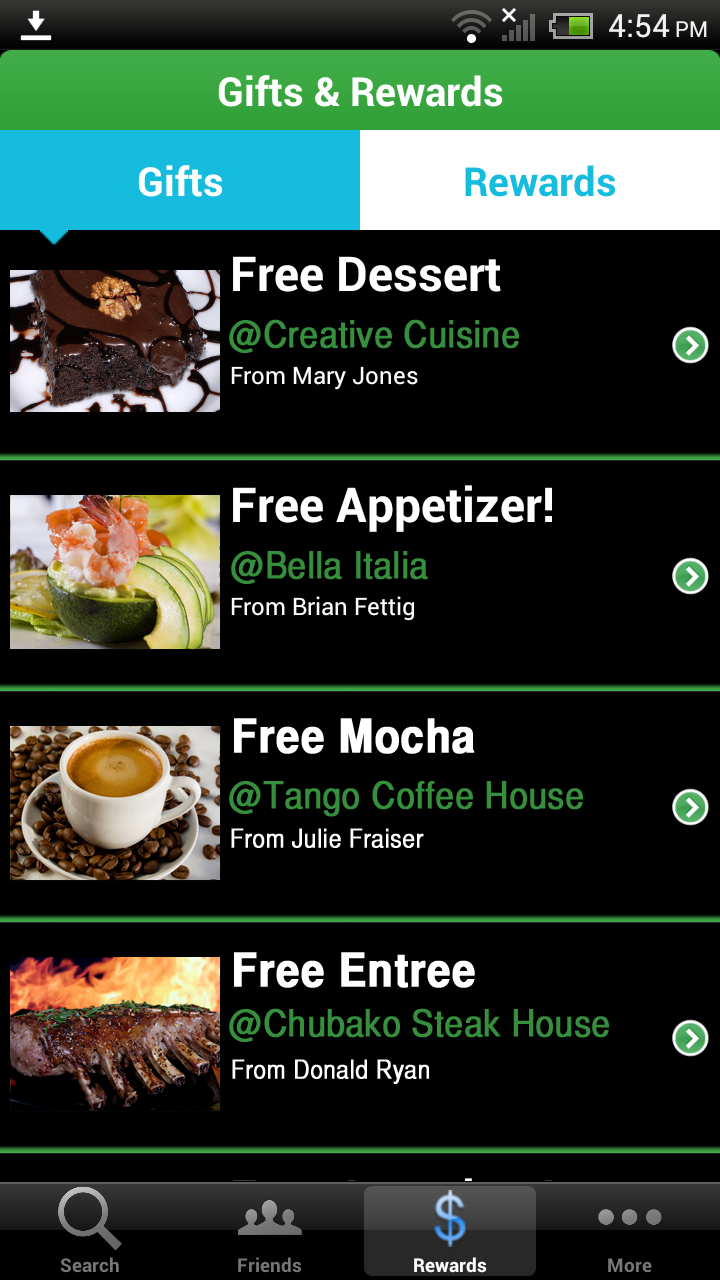 4:54 PM
Gifts & Rewards
Gifts
Rewards
Free Dessert
@Creative Cuisine
From Mary Jones
Free Appetizer!
@Bella Italia
From Brian Fettig
Free Mocha
@Tango Coffee House
From Julie Fraiser
Free Entree
@Chubako Steak House
From Donald Ryan
Search
Friends
Rewards
More